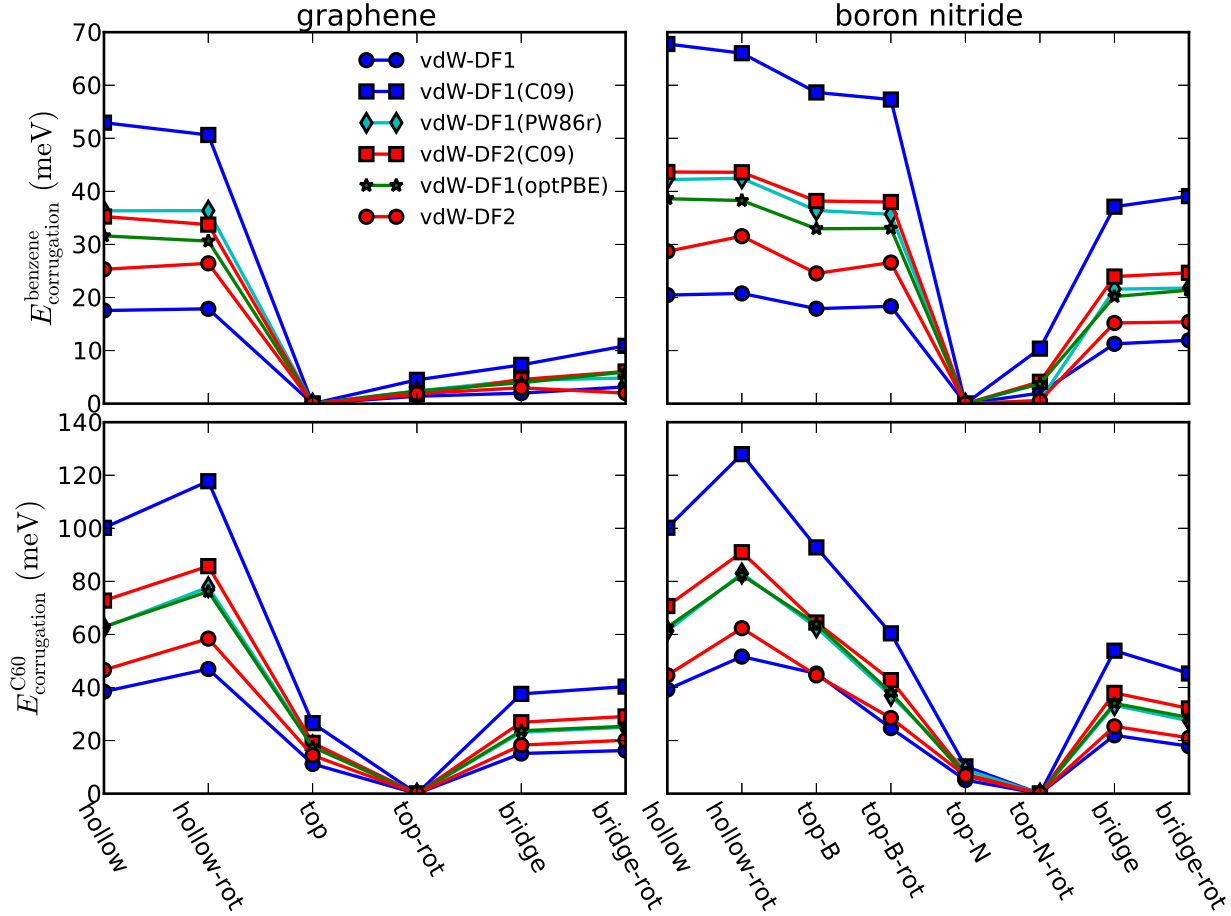 graphene
boron nitride
70
60
50
40
30
20
10
0
E^benzene_corrugation (meV)
vdW-DF1
vdW-DF1(C09)
vdW-DF1(PW86r)
vdW-DF2(C09)
vdW-DF1(optPBE)
vdW-DF2
140
120
100
80
60
40
20
0
E^C60_corrugation (meV)
hollow
hollow-rot
top
top-rot
bridge
bridge-rot
hollow
hollow-rot
top-B
top-B-rot
top-N
top-N-rot
bridge
bridge-rot